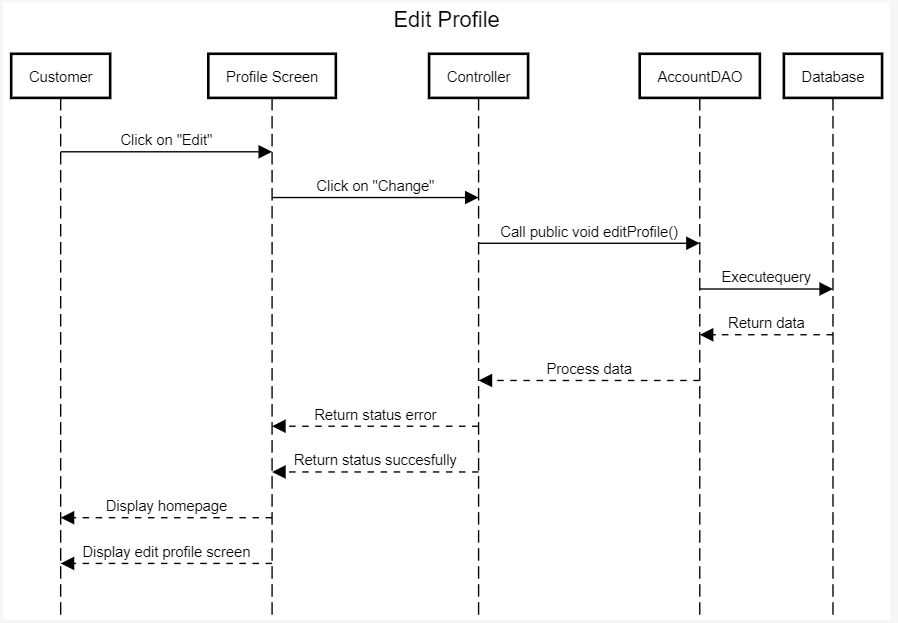 Edit Profile
Customer
Profile Screen
Controller
AccountDAO
Database
Click on "Edit"
Click on "Change"
Call public void editProfile()
Executequery
Return data
Process data
Return status error
Return status succesfully
Display homepage
Display edit profile screen